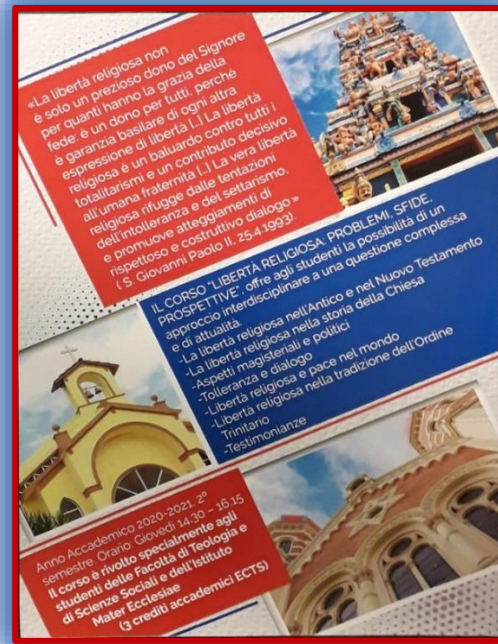 «La libertà religiosa non
è solo un prezioso dono del Signore
per quanti hanno la grazia della
fede: è un dono per tutti, perché
è garanzia basilare di ogni altra
espressione di libertà [...] La libertà
religiosa è un baluardo contro tutti i
totalitarismi e un contributo decisivo
all'umana fraternità [...] La vera libertà
religiosa rifugge dalle tentazioni
dell'intolleranza e del settarismo,
e promuove atteggiamenti di
rispettoso e costruttivo dialogo »
( S. Giovanni Paolo II, 25.4.1993).
IL CORSO "LIBERTÀ RELIGIOSA: PROBLEMI, SFIDE,
PROSPETTIVE", offre agli studenti la possibilità di un
approccio interdisciplinare a una questione complessa
e di attualità.
-La libertà religiosa nell'Antico e nel Nuovo Testamento
-La libertà religiosa nella storia della Chiesa
-Aspetti magisteriali e politici
-Tolleranza e dialogo
-Libertà religiosa e pace nel mondo
-Libertà religiosa nella tradizione dell'Ordine
Trinitario
-Testimonianze
Anno Accademico 2020-2021, 2°
semestre. Orario: Giovedì 14:30 - 16.15
Il corso è rivolto specialmente agli
studenti delle Facoltà di Teologia e
di Scienze Sociali e dell'Istituto
Mater Ecclesiae
(3 crediti accademici ECTS)